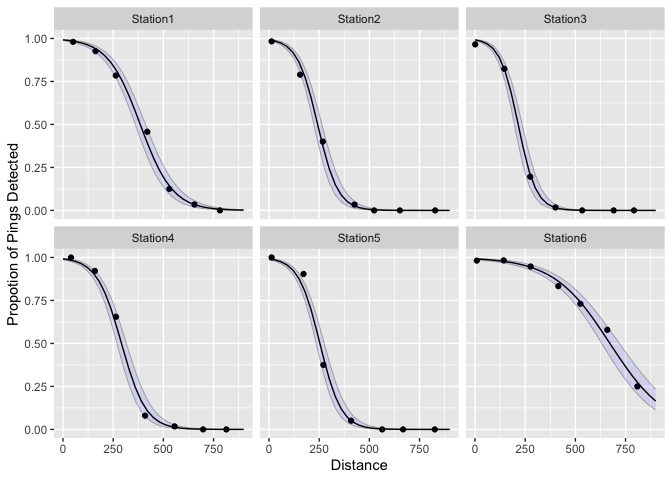 Station1 Station2 Station3
1.00
0.75
0.50
0.25
0.00
Station4 Station5 Station6
1.00
0.75
0.50
0.25
0.00
0 250 500 750 0 250 500 750 0 250 500 750
Distance
Propotion of Pings Detected